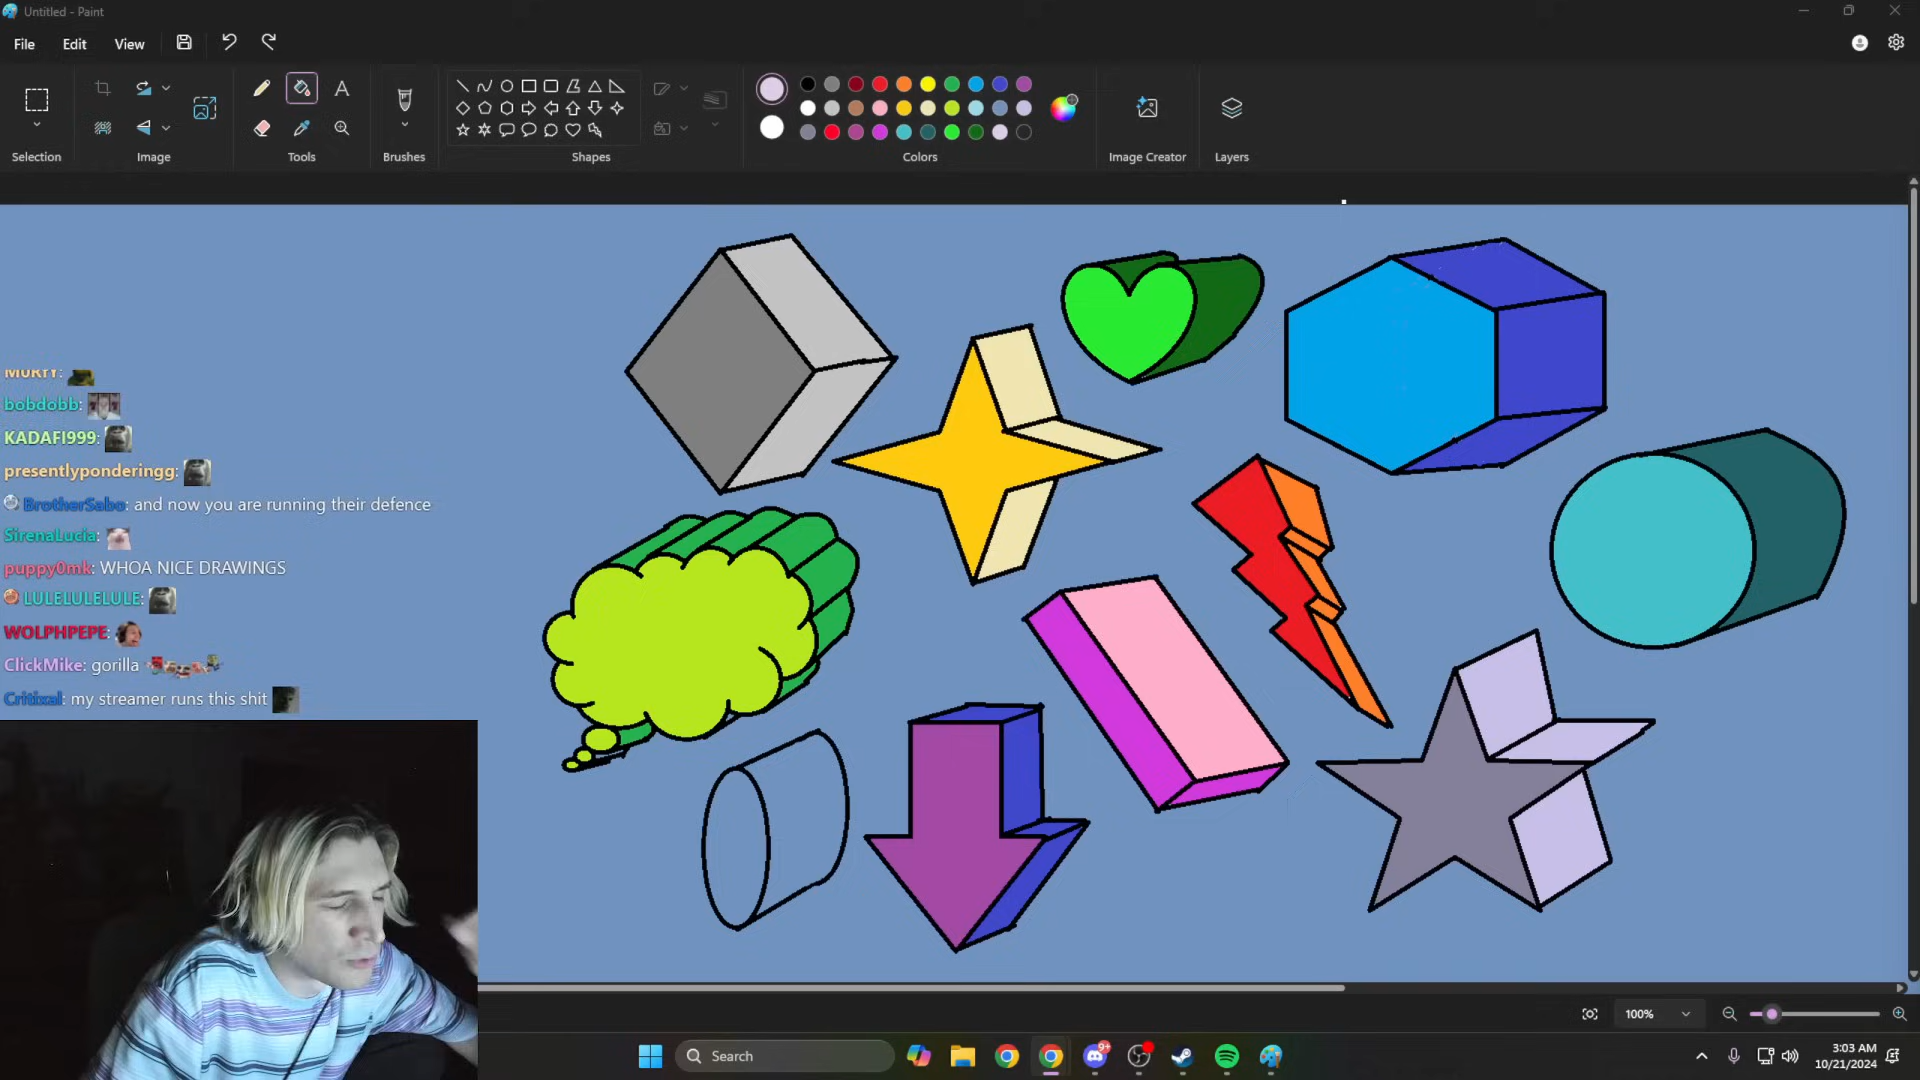 Untitled - Paint
File Edit View
Selection Image Tools Brushes Shapes Colors Image Creator Layers
MURTY:
bobdobb:
KADAFI999:
presentlyponderingg:
BrotherSabo: and now you are running their defence
SirenaLucia:
puppy0mk: WHOA NICE DRAWINGS
LULELULELULE:
WOLPHPEPE:
ClickMike: gorilla
Critixal: my streamer runs this shit
100%
Search
9+
3:03 AM
10/21/2024